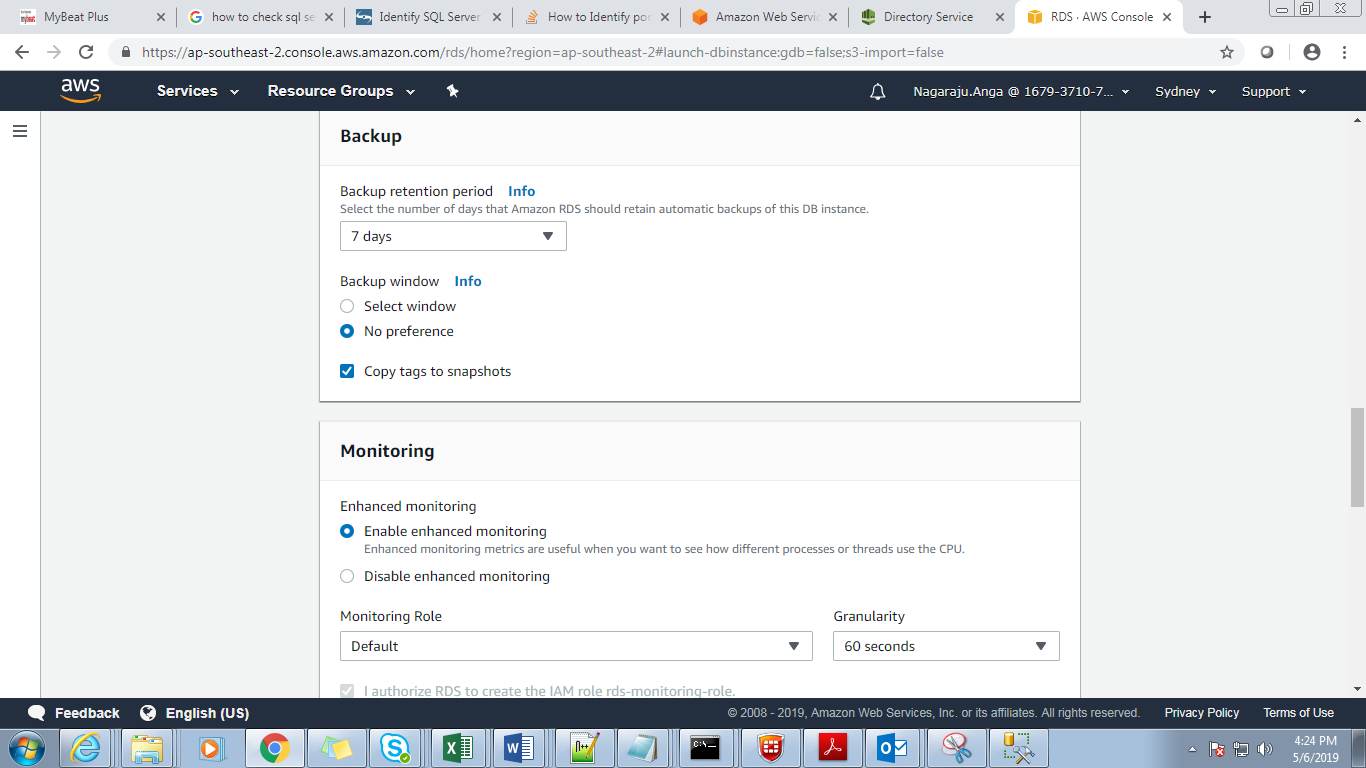 MyBeat Plus
how to check sql se
Identify SQL Server
How to Identify por
Amazon Web Servic
Directory Service
RDS · AWS Console
https://ap-southeast-2.console.aws.amazon.com/rds/home?region=ap-southeast-2#launch-dbinstance:gdb=false;s3-import=false
aws
Services
Resource Groups
Nagaraju.Anga @ 1679-3710-7...
Sydney
Support
Backup
Backup retention period Info
Select the number of days that Amazon RDS should retain automatic backups of this DB instance.
7 days
Backup window Info
Select window
No preference
Copy tags to snapshots
Monitoring
Enhanced monitoring
Enable enhanced monitoring
Enhanced monitoring metrics are useful when you want to see how different processes or threads use the CPU.
Disable enhanced monitoring
Monitoring Role
Granularity
Default
60 seconds
I authorize RDS to create the IAM role rds-monitoring-role.
Feedback
English (US)
© 2008 - 2019, Amazon Web Services, Inc. or its affiliates. All rights reserved.
Privacy Policy
Terms of Use
4:24 PM
5/6/2019